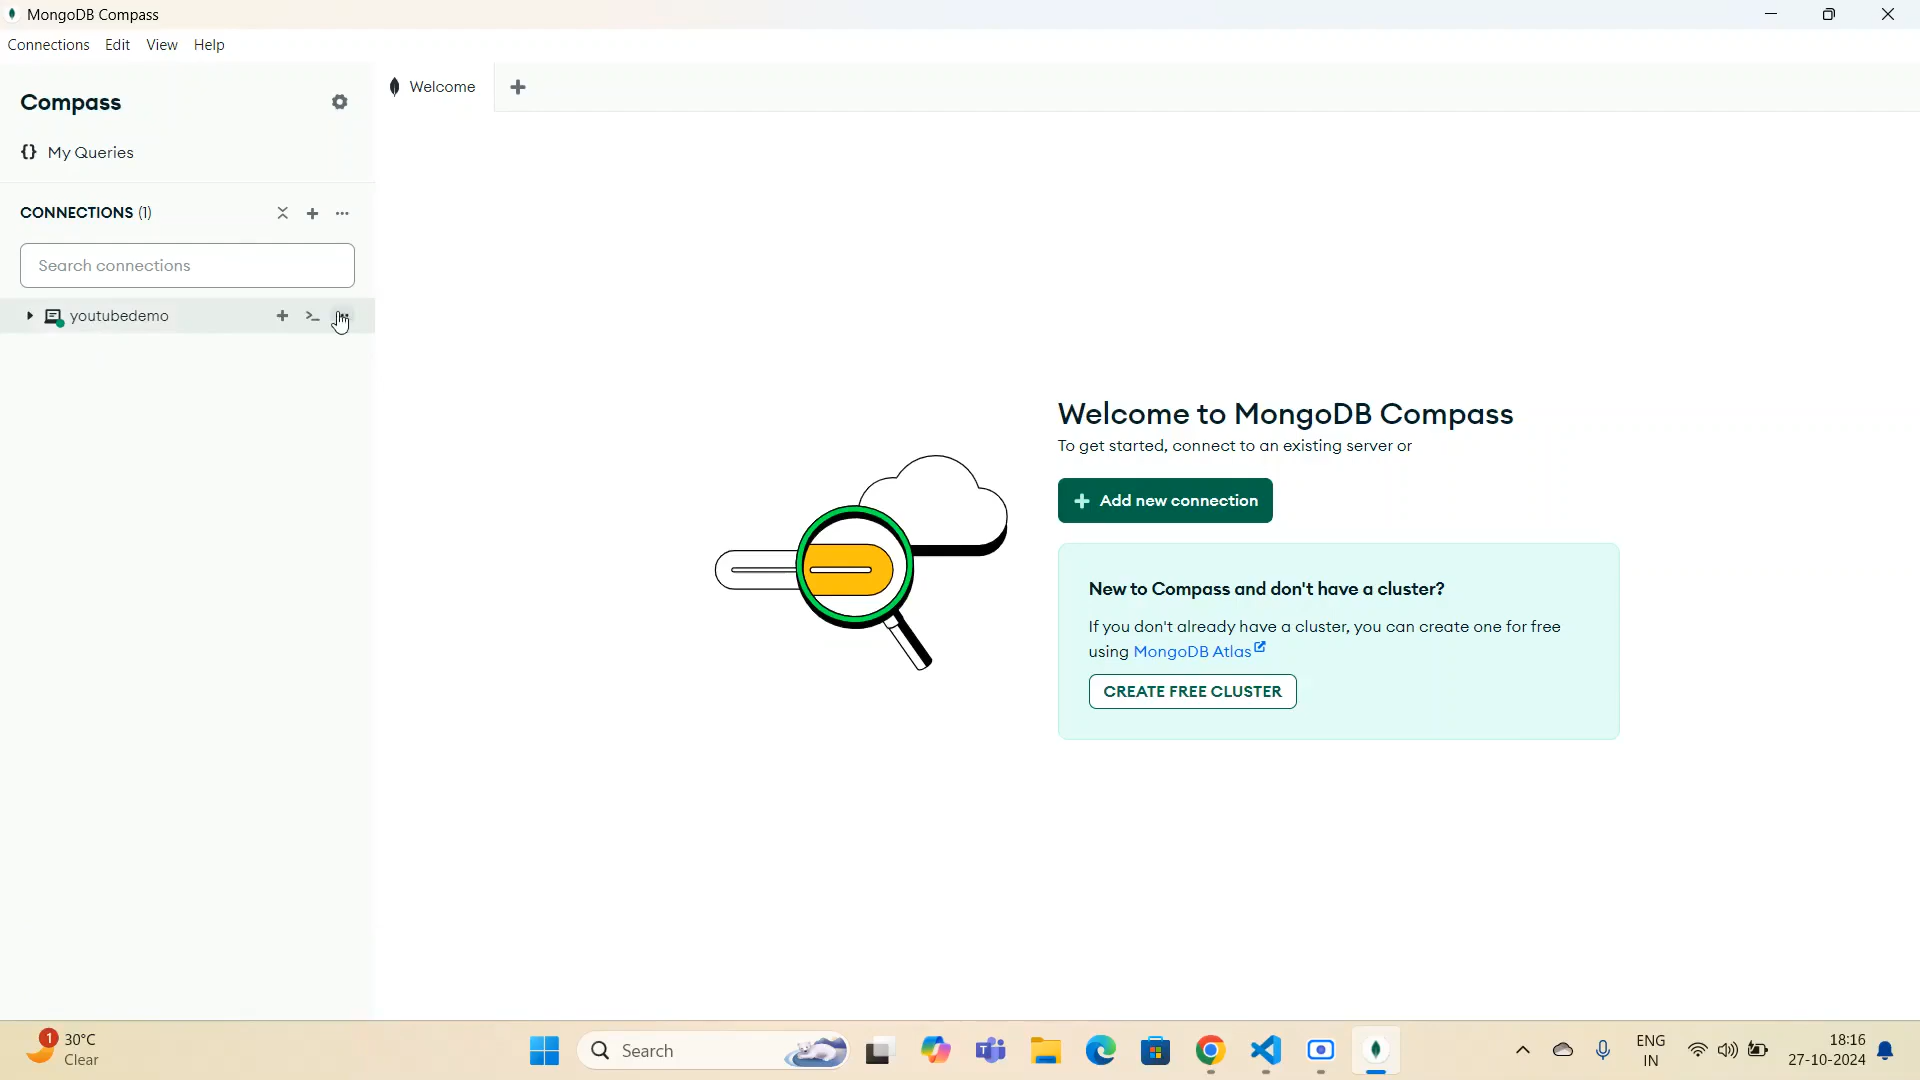 MongoDB Compass
Connections Edit View Help
Compass
Welcome
{} My Queries
CONNECTIONS (1)
Search connections
youtubedemo
Welcome to MongoDB Compass
To get started, connect to an existing server or
Add new connection
New to Compass and don't have a cluster?
If you don't already have a cluster, you can create one for free
using MongoDB Atlas
CREATE FREE CLUSTER
1
30°C
Clear
Search
ENG
IN
18:16
27-10-2024